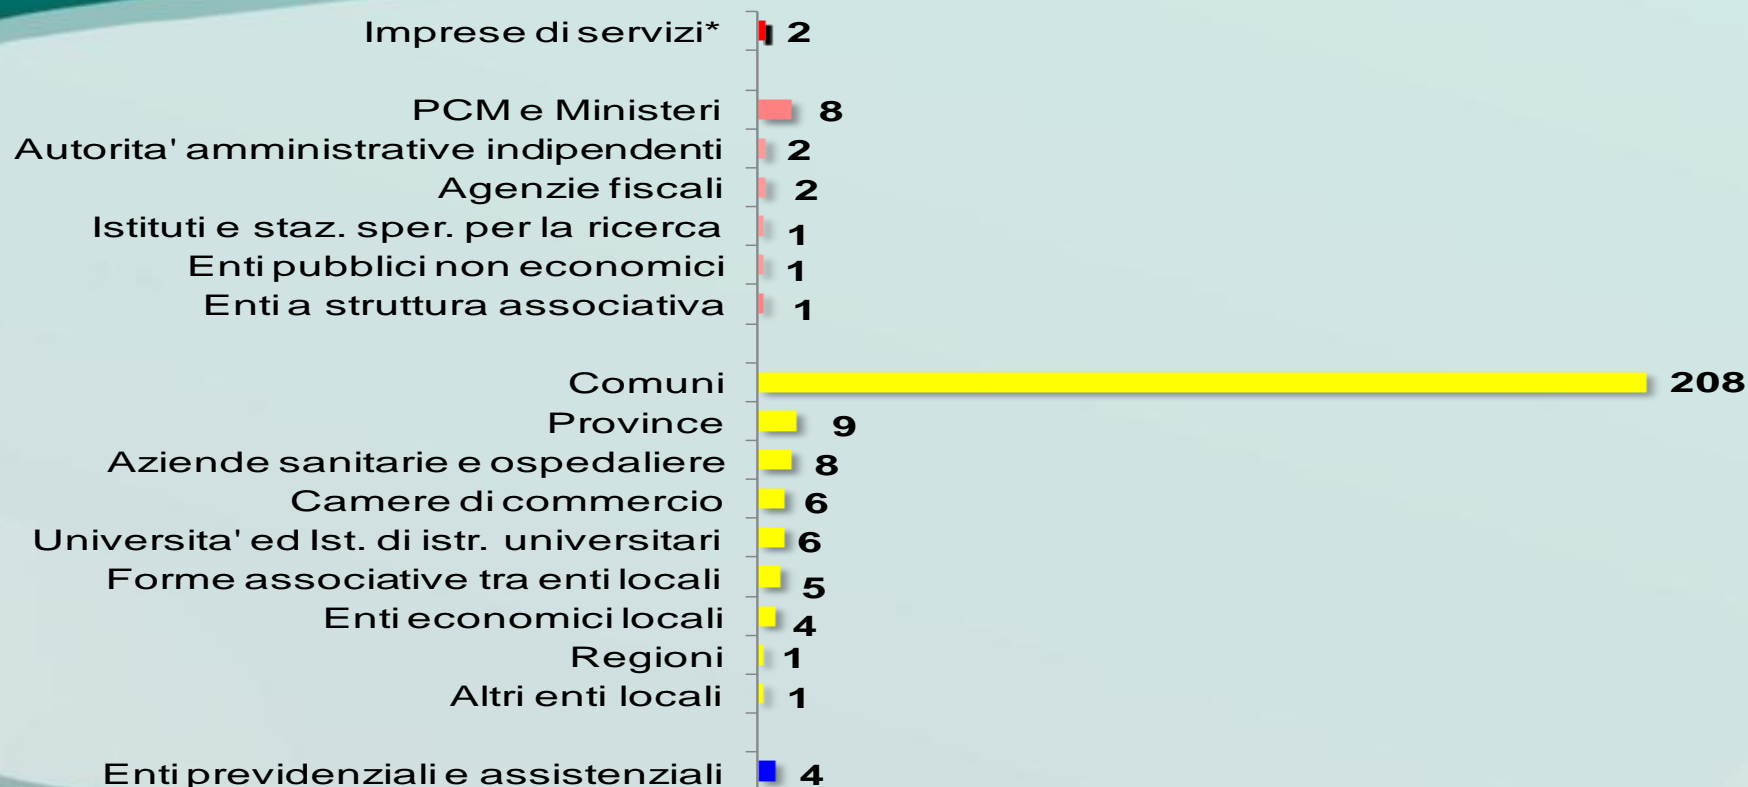 Imprese di servizi* 2
PCM e Ministeri 8
Autorita' amministrative indipendenti 2
Agenzie fiscali 2
Istituti e staz. sper. per la ricerca 1
Enti pubblici non economici 1
Enti a struttura associativa 1
Comuni 208
Province 9
Aziende sanitarie e ospedaliere 8
Camere di commercio 6
Universita' ed Ist. di istr. universitari 6
Forme associative tra enti locali 5
Enti economici locali 4
Regioni 1
Altri enti locali 1
Enti previdenziali e assistenziali 4